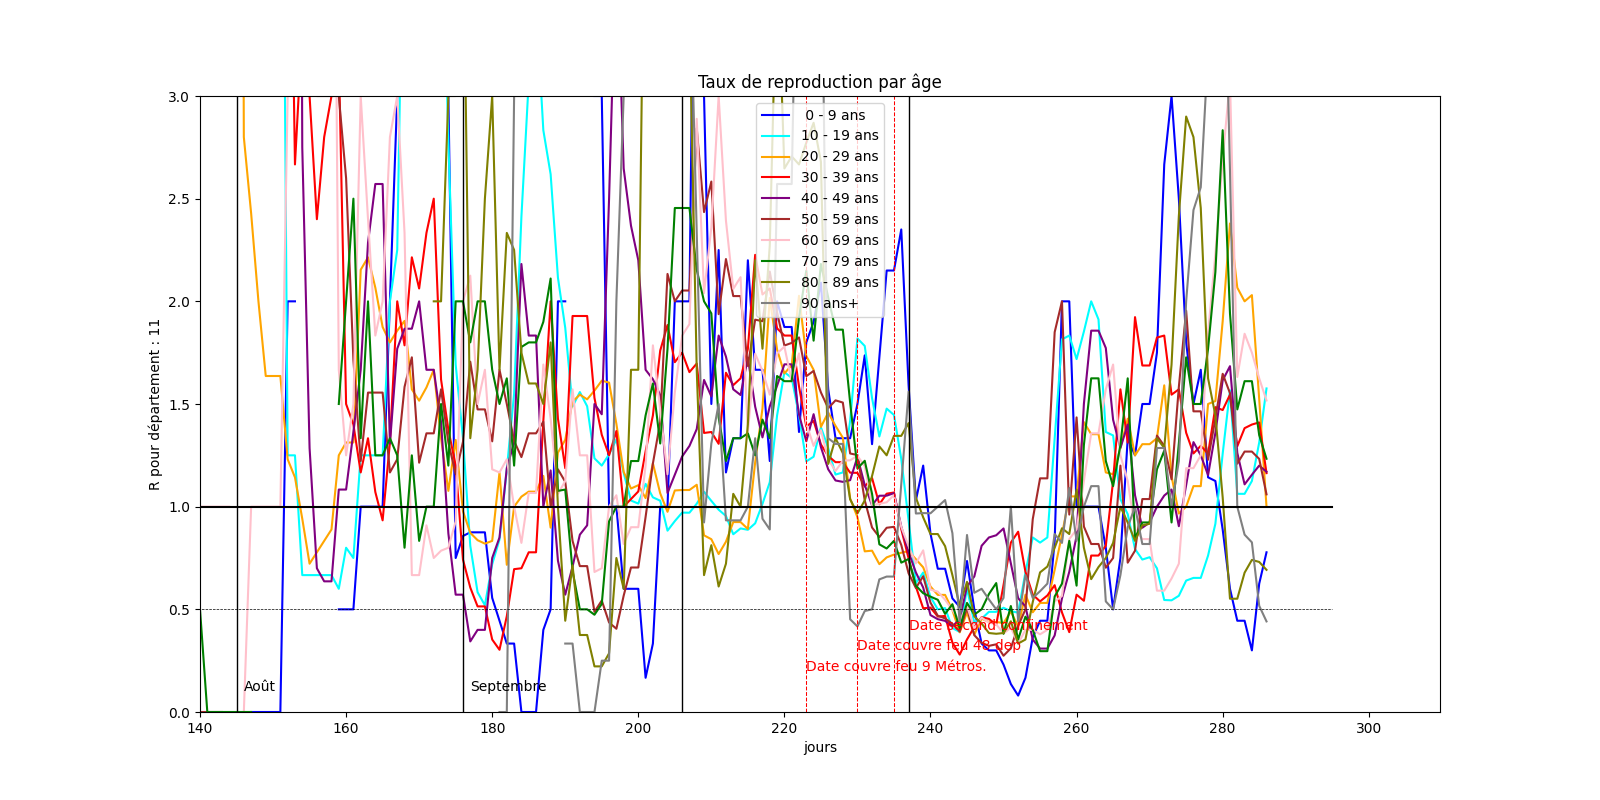 Taux de reproduction par âge
R pour département : 11
3.0
2.5
2.0
1.5
1.0
0.5
0.0
0 - 9 ans
10 - 19 ans
20 - 29 ans
30 - 39 ans
40 - 49 ans
50 - 59 ans
60 - 69 ans
70 - 79 ans
80 - 89 ans
90 ans+
Date second confinement
Date couvre feu 48 dep
Date couvre feu 9 Métros.
Août
Septembre
140 160 180 200 220 240 260 280 300
jours